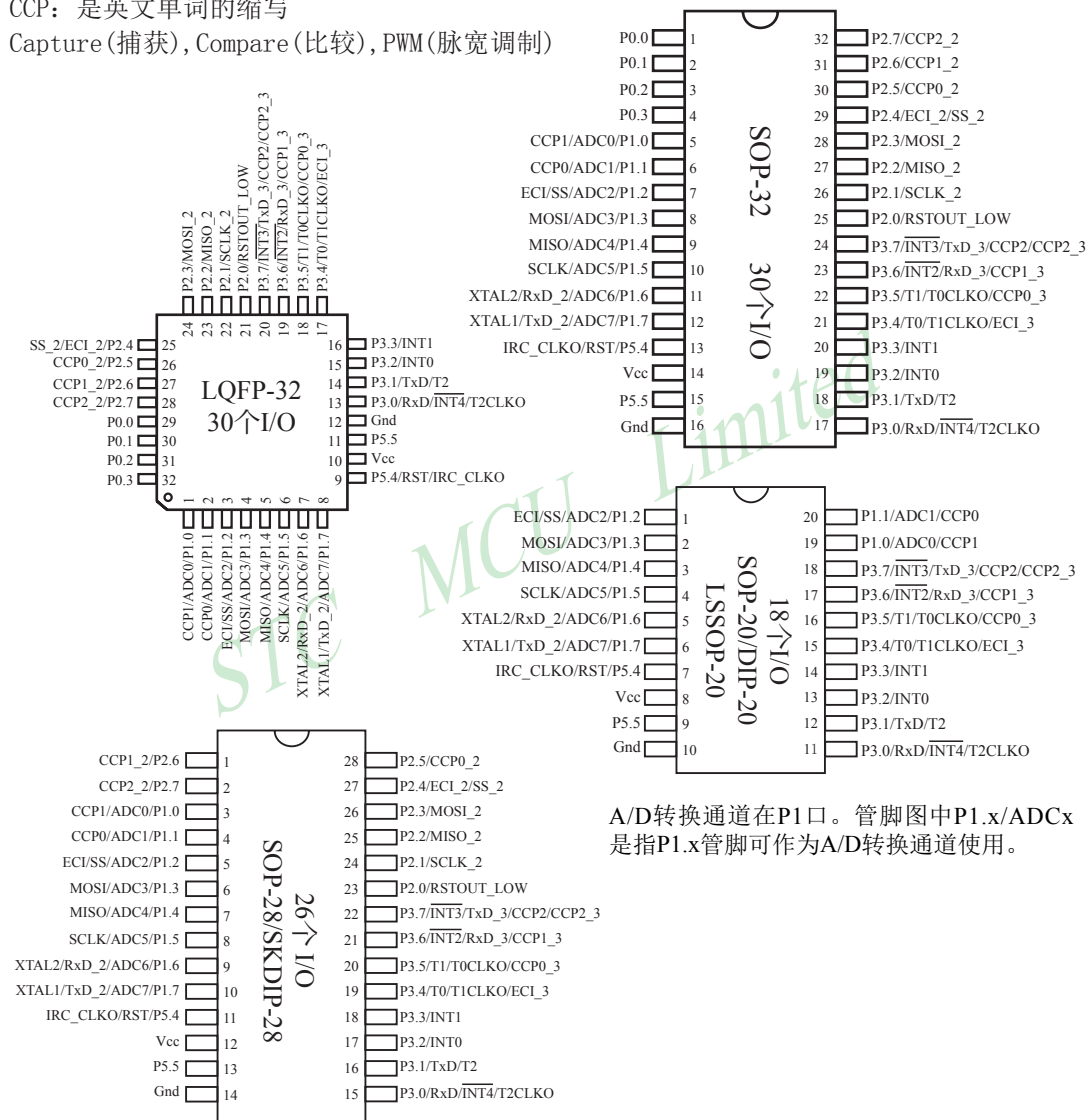 CCP：是英文单词的缩写
Capture(捕获),Compare(比较),PWM(脉宽调制)
P2.3/MOSI_2
P2.2/MISO_2
P2.1/SCLK_2
P2.0/RSTOUT_LOW
P3.7/INT3/TxD_3/CCP2/CCP2_3
P3.6/INT2/RxD_3/CCP1_3
P3.5/T1/T0CLKO/CCP0_3
P3.4/T0/T1CLKO/ECI_3
24 23 22 21 20 19 18 17
SS_2/ECI_2/P2.4 25
CCP0_2/P2.5 26
CCP1_2/P2.6 27
CCP2_2/P2.7 28
P0.0 29
P0.1 30
P0.2 31
P0.3 32
LQFP-32
30个I/O
16 P3.3/INT1
15 P3.2/INT0
14 P3.1/TxD/T2
13 P3.0/RxD/INT4/T2CLKO
12 Gnd
11 P5.5
10 Vcc
9 P5.4/RST/IRC_CLKO
1 2 3 4 5 6 7 8
CCP1/ADC0/P1.0
CCP0/ADC1/P1.1
ECI/SS/ADC2/P1.2
MOSI/ADC3/P1.3
MISO/ADC4/P1.4
SCLK/ADC5/P1.5
XTAL2/RxD_2/ADC6/P1.6
XTAL1/TxD_2/ADC7/P1.7
P0.0 1
P0.1 2
P0.2 3
P0.3 4
CCP1/ADC0/P1.0 5
CCP0/ADC1/P1.1 6
ECI/SS/ADC2/P1.2 7
MOSI/ADC3/P1.3 8
MISO/ADC4/P1.4 9
SCLK/ADC5/P1.5 10
XTAL2/RxD_2/ADC6/P1.6 11
XTAL1/TxD_2/ADC7/P1.7 12
IRC_CLKO/RST/P5.4 13
Vcc 14
P5.5 15
Gnd 16
SOP-32 30个I/O
32 P2.7/CCP2_2
31 P2.6/CCP1_2
30 P2.5/CCP0_2
29 P2.4/ECI_2/SS_2
28 P2.3/MOSI_2
27 P2.2/MISO_2
26 P2.1/SCLK_2
25 P2.0/RSTOUT_LOW
24 P3.7/INT3/TxD_3/CCP2/CCP2_3
23 P3.6/INT2/RxD_3/CCP1_3
22 P3.5/T1/T0CLKO/CCP0_3
21 P3.4/T0/T1CLKO/ECI_3
20 P3.3/INT1
19 P3.2/INT0
18 P3.1/TxD/T2
17 P3.0/RxD/INT4/T2CLKO
STC MCU Limited
ECI/SS/ADC2/P1.2 1
MOSI/ADC3/P1.3 2
MISO/ADC4/P1.4 3
SCLK/ADC5/P1.5 4
XTAL2/RxD_2/ADC6/P1.6 5
XTAL1/TxD_2/ADC7/P1.7 6
IRC_CLKO/RST/P5.4 7
Vcc 8
P5.5 9
Gnd 10
18个I/O
SOP-20/DIP-20
LSSOP-20
20 P1.1/ADC1/CCP0
19 P1.0/ADC0/CCP1
18 P3.7/INT3/TxD_3/CCP2/CCP2_3
17 P3.6/INT2/RxD_3/CCP1_3
16 P3.5/T1/T0CLKO/CCP0_3
15 P3.4/T0/T1CLKO/ECI_3
14 P3.3/INT1
13 P3.2/INT0
12 P3.1/TxD/T2
11 P3.0/RxD/INT4/T2CLKO
CCP1_2/P2.6 1
CCP2_2/P2.7 2
CCP1/ADC0/P1.0 3
CCP0/ADC1/P1.1 4
ECI/SS/ADC2/P1.2 5
MOSI/ADC3/P1.3 6
MISO/ADC4/P1.4 7
SCLK/ADC5/P1.5 8
XTAL2/RxD_2/ADC6/P1.6 9
XTAL1/TxD_2/ADC7/P1.7 10
IRC_CLKO/RST/P5.4 11
Vcc 12
P5.5 13
Gnd 14
26个 I/O
SOP-28/SKDIP-28
28 P2.5/CCP0_2
27 P2.4/ECI_2/SS_2
26 P2.3/MOSI_2
25 P2.2/MISO_2
24 P2.1/SCLK_2
23 P2.0/RSTOUT_LOW
22 P3.7/INT3/TxD_3/CCP2/CCP2_3
21 P3.6/INT2/RxD_3/CCP1_3
20 P3.5/T1/T0CLKO/CCP0_3
19 P3.4/T0/T1CLKO/ECI_3
18 P3.3/INT1
17 P3.2/INT0
16 P3.1/TxD/T2
15 P3.0/RxD/INT4/T2CLKO
A/D转换通道在P1口。管脚图中P1.x/ADCx
是指P1.x管脚可作为A/D转换通道使用。